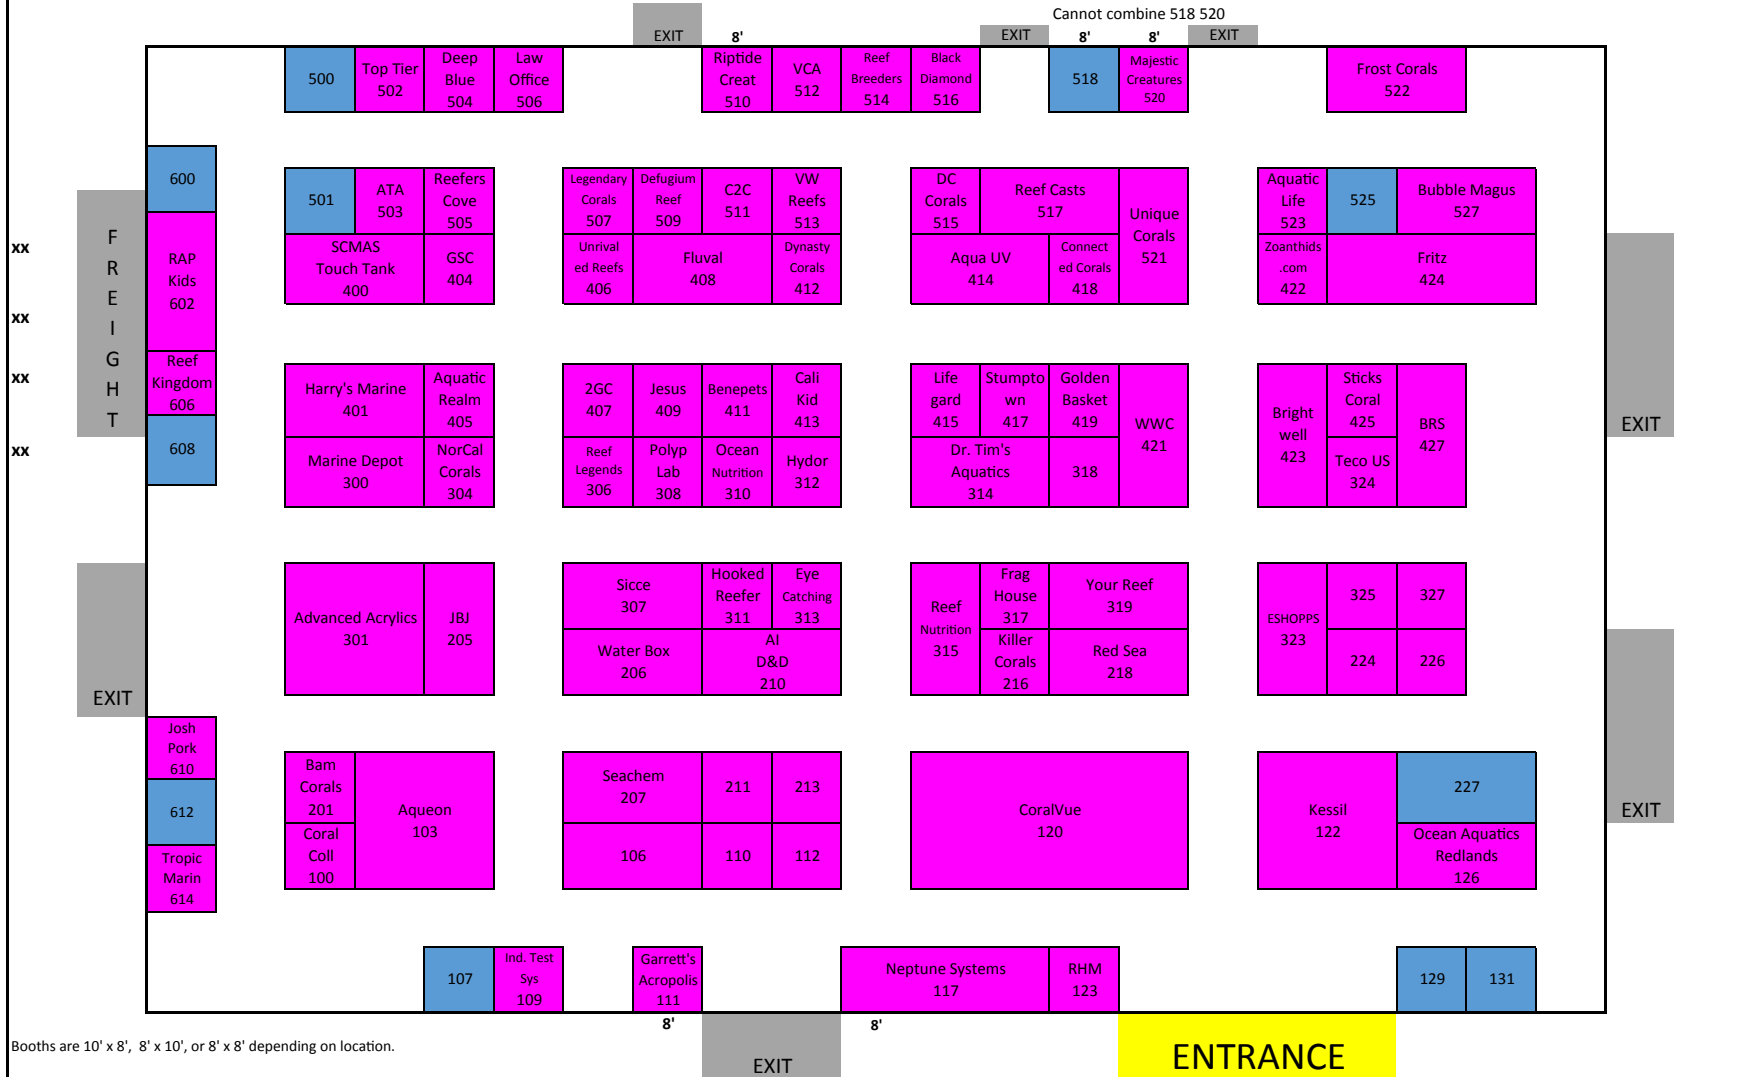 Cannot combine 518 520
EXIT
8'
EXIT
8'
8'
EXIT
500
Top Tier
502
Deep
Blue
504
Law
Office
506
Riptide
Creat
510
VCA
512
Reef
Breeders
514
Black
Diamond
516
518
Majestic
Creatures
520
Frost Corals
522
600
RAP
Kids
602
Reef
Kingdom
606
608
F
R
E
I
G
H
T
xx
xx
xx
xx
501
ATA
503
Reefers
Cove
505
SCMAS
Touch Tank
400
GSC
404
Legendary
Corals
507
Defugium
Reef
509
C2C
511
VW
Reefs
513
Unrival
ed Reefs
406
Fluval
408
Dynasty
Corals
412
DC
Corals
515
Reef Casts
517
Unique
Corals
521
Aqua UV
414
Connect
ed Corals
418
Aquatic
Life
523
525
Bubble Magus
527
Zoanthids
.com
422
Fritz
424
EXIT
Harry's Marine
401
Aquatic
Realm
405
Marine Depot
300
NorCal
Corals
304
2GC
407
Jesus
409
Benepets
411
Cali
Kid
413
Reef
Legends
306
Polyp
Lab
308
Ocean
Nutrition
310
Hydor
312
Life
gard
415
Stumpto
wn
417
Golden
Basket
419
WWC
421
Dr. Tim's
Aquatics
314
318
Bright
well
423
Sticks
Coral
425
BRS
427
Teco US
324
EXIT
Advanced Acrylics
301
JBJ
205
Sicce
307
Hooked
Reefer
311
Eye
Catching
313
Water Box
206
AI
D&D
210
Reef
Nutrition
315
Frag
House
317
Your Reef
319
Killer
Corals
216
Red Sea
218
ESHOPPS
323
325
327
224
226
EXIT
Josh
Pork
610
612
Tropic
Marin
614
Bam
Corals
201
Coral
Coll
100
Aqueon
103
Seachem
207
211
213
106
110
112
CoralVue
120
Kessil
122
227
Ocean Aquatics
Redlands
126
107
Ind. Test
Sys
109
Garrett's
Acropolis
111
Neptune Systems
117
RHM
123
129
131
8'
8'
Booths are 10' x 8',  8' x 10', or 8' x 8' depending on location.
EXIT
ENTRANCE